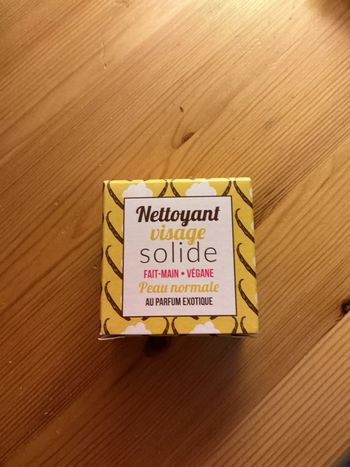 Nettoyant
visage
solide
FAIT-MAIN • VÉGANE
Peau normale
AU PARFUM EXOTIQUE